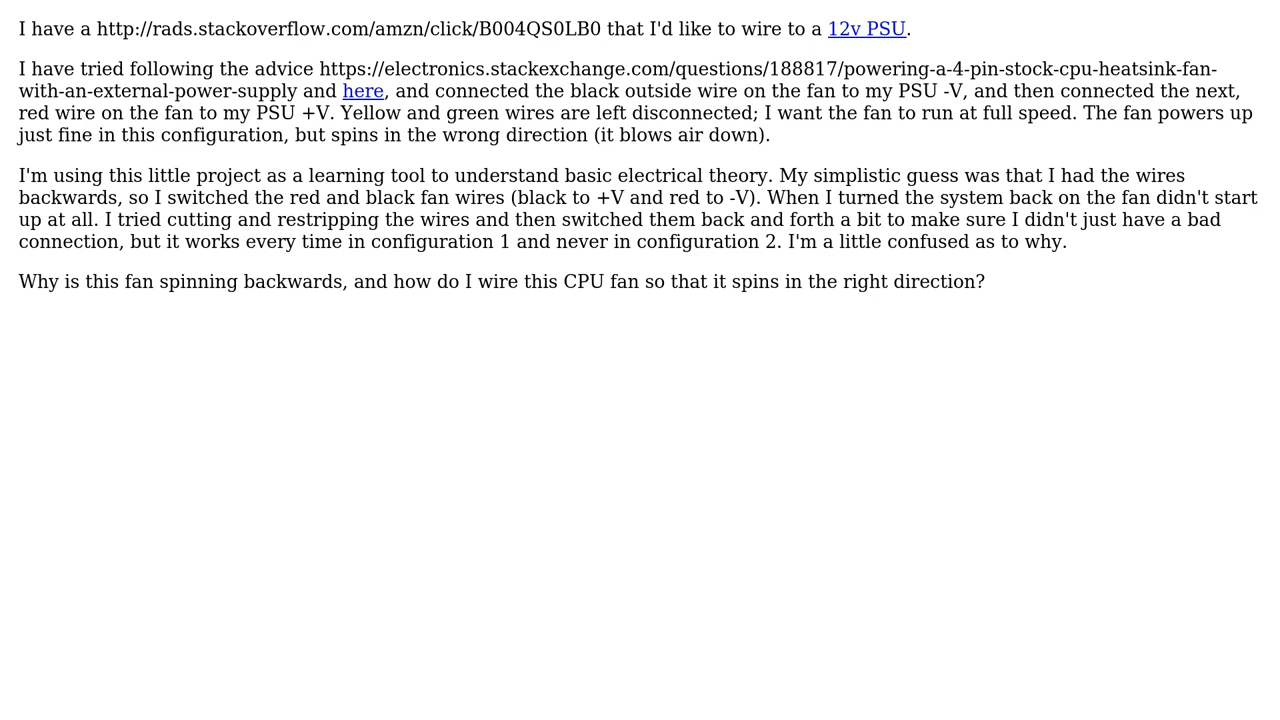 I have a http://rads.stackoverflow.com/amzn/click/B004QS0LB0 that I'd like to wire to a 12v PSU.
I have tried following the advice https://electronics.stackexchange.com/questions/188817/powering-a-4-pin-stock-cpu-heatsink-fan-
with-an-external-power-supply and here, and connected the black outside wire on the fan to my PSU -V, and then connected the next,
red wire on the fan to my PSU +V. Yellow and green wires are left disconnected; I want the fan to run at full speed. The fan powers up
just fine in this configuration, but spins in the wrong direction (it blows air down).
I'm using this little project as a learning tool to understand basic electrical theory. My simplistic guess was that I had the wires
backwards, so I switched the red and black fan wires (black to +V and red to -V). When I turned the system back on the fan didn't start
up at all. I tried cutting and restripping the wires and then switched them back and forth a bit to make sure I didn't just have a bad
connection, but it works every time in configuration 1 and never in configuration 2. I'm a little confused as to why.
Why is this fan spinning backwards, and how do I wire this CPU fan so that it spins in the right direction?